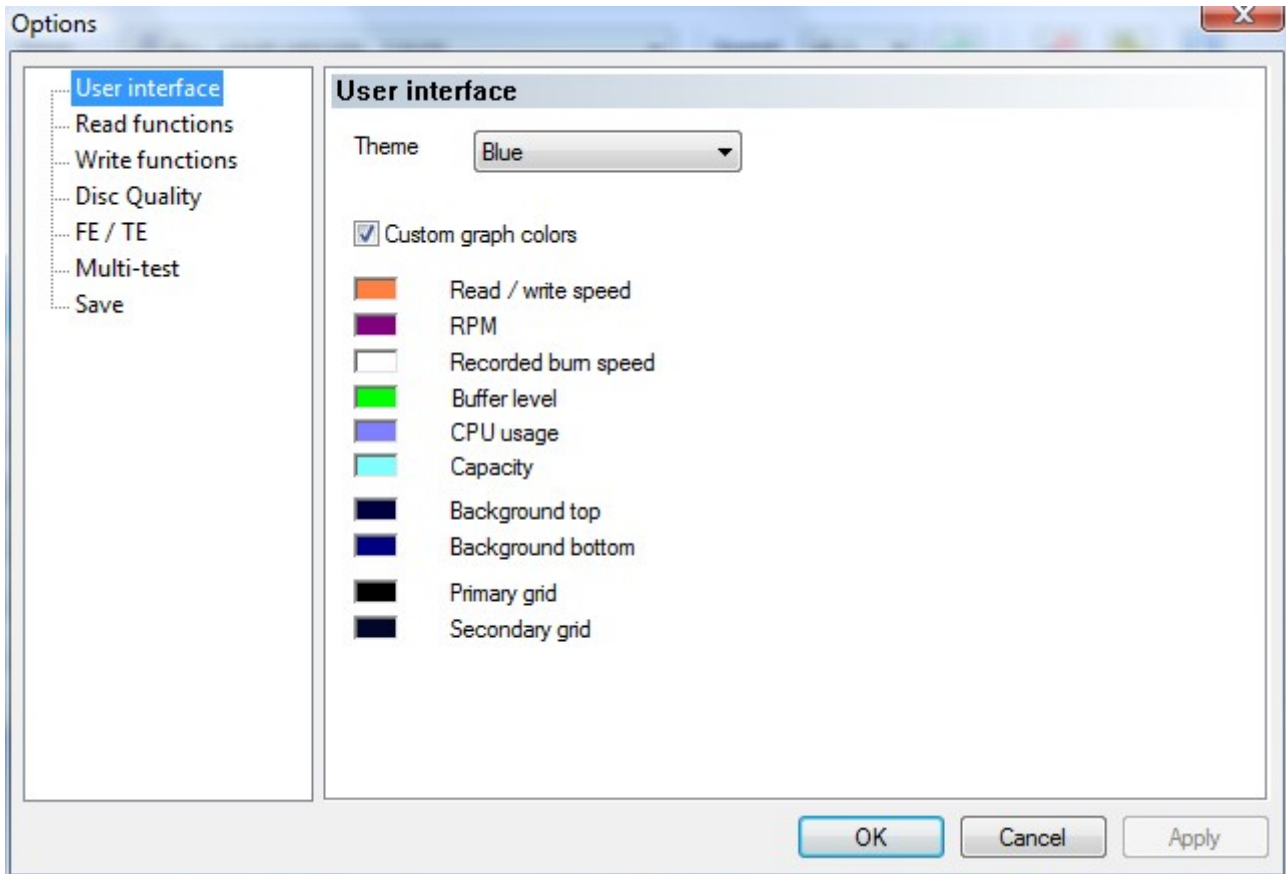 Options
User interface
Read functions
Write functions
Disc Quality
FE / TE
Multi-test
Save
User interface
Theme
Blue
Custom graph colors
Read / write speed
RPM
Recorded burn speed
Buffer level
CPU usage
Capacity
Background top
Background bottom
Primary grid
Secondary grid
OK Cancel Apply